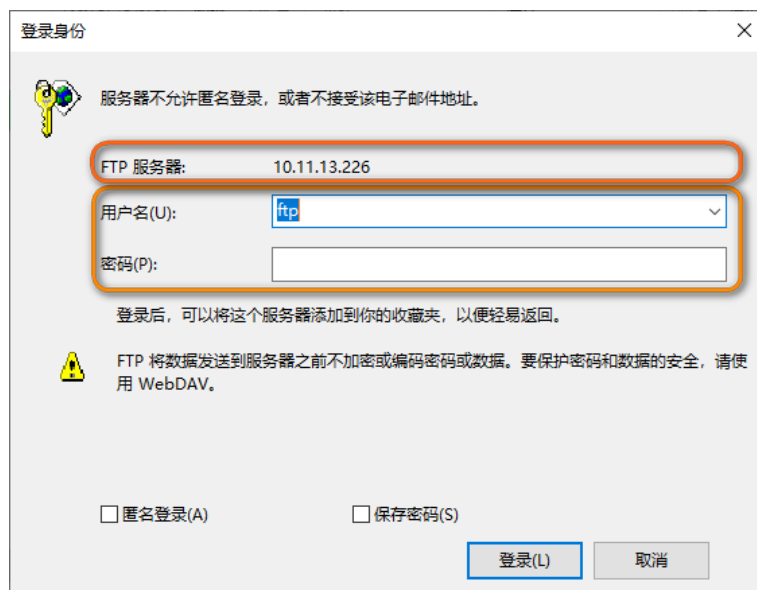 登录身份
服务器不允许匿名登录，或者不接受该电子邮件地址。
FTP 服务器: 10.11.13.226
用户名(U): ftp
密码(P):
登录后，可以将这个服务器添加到你的收藏夹，以便轻易返回。
FTP 将数据发送到服务器之前不加密或编码密码或数据。要保护密码和数据的安全，请使
用 WebDAV。
匿名登录(A) 保存密码(S)
登录(L) 取消